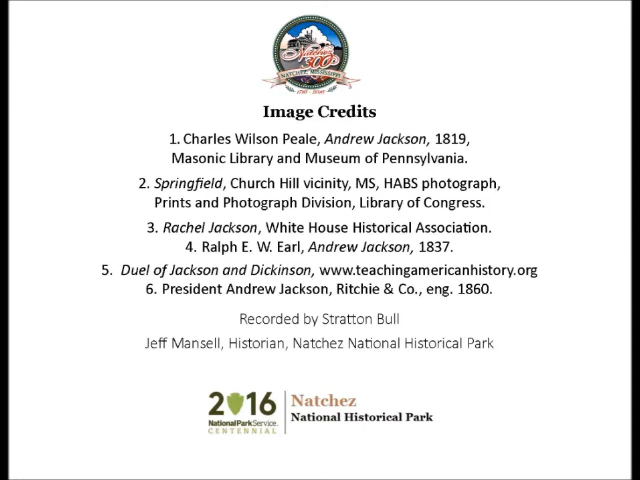 Natchez
300
NATCHEZ, MISSISSIPPI
Image Credits
1. Charles Wilson Peale, Andrew Jackson, 1819,
Masonic Library and Museum of Pennsylvania.
2. Springfield, Church Hill vicinity, MS, HABS photograph,
Prints and Photograph Division, Library of Congress.
3. Rachel Jackson, White House Historical Association.
4. Ralph E. W. Earl, Andrew Jackson, 1837.
5. Duel of Jackson and Dickinson, www.teachingamericanhistory.org
6. President Andrew Jackson, Ritchie & Co., eng. 1860.
Recorded by Stratton Bull
Jeff Mansell, Historian, Natchez National Historical Park
2016
National Park Service
CENTENNIAL
Natchez
National Historical Park